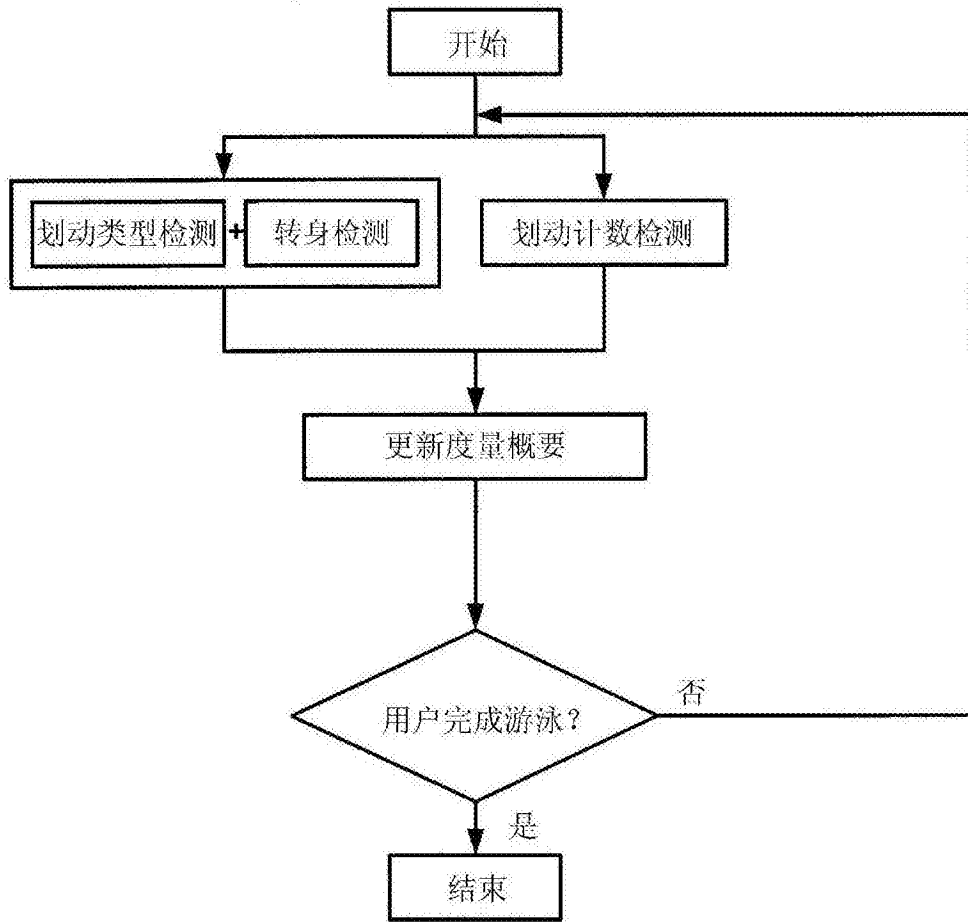 开始
划动类型检测
+
转身检测
划动计数检测
更新度量概要
用户完成游泳？
否
是
结束